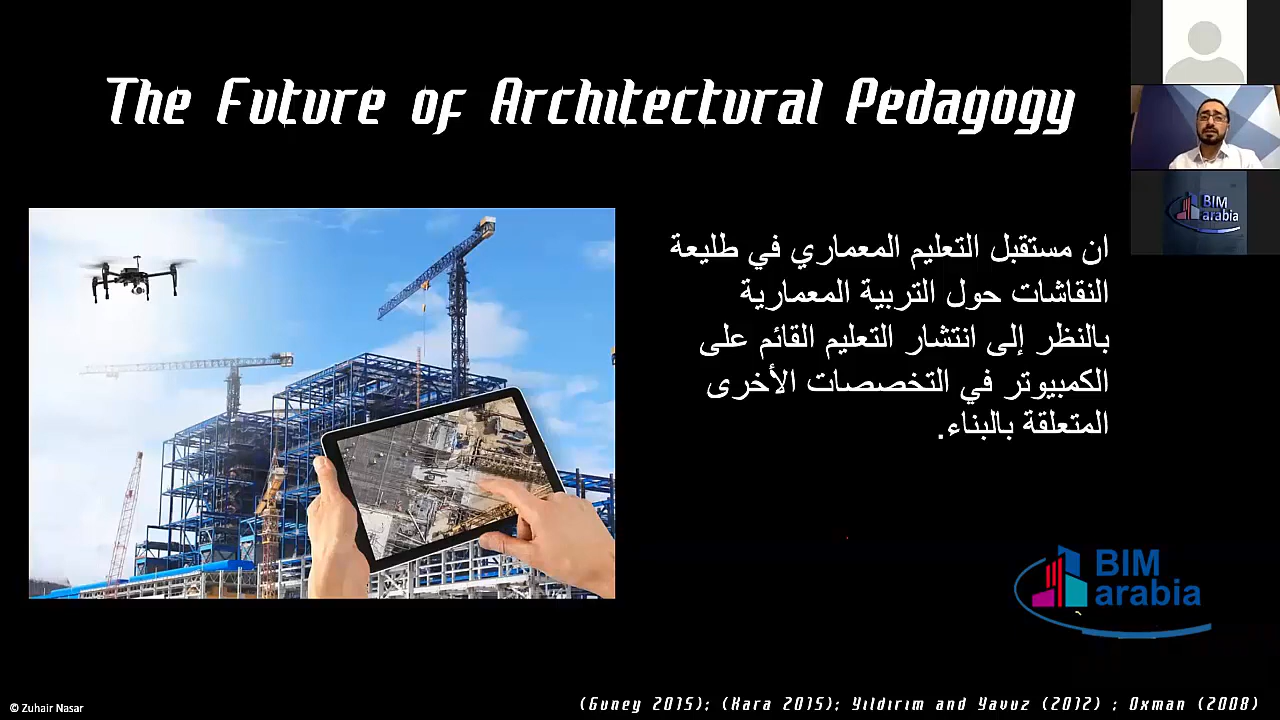 The Future of Architectural Pedagogy
BIM
arabia
ان مستقبل التعليم المعماري في طليعة
النقاشات حول التربية المعمارية
بالنظر إلى انتشار التعليم القائم على
الكمبيوتر في التخصصات الأخرى
المتعلقة بالبناء.
BIM
arabia
© Zuhair Nasar
(Guney 2015); (Kara 2015); Yıldırım and Yavuz (2012) ; Oxman (2008)